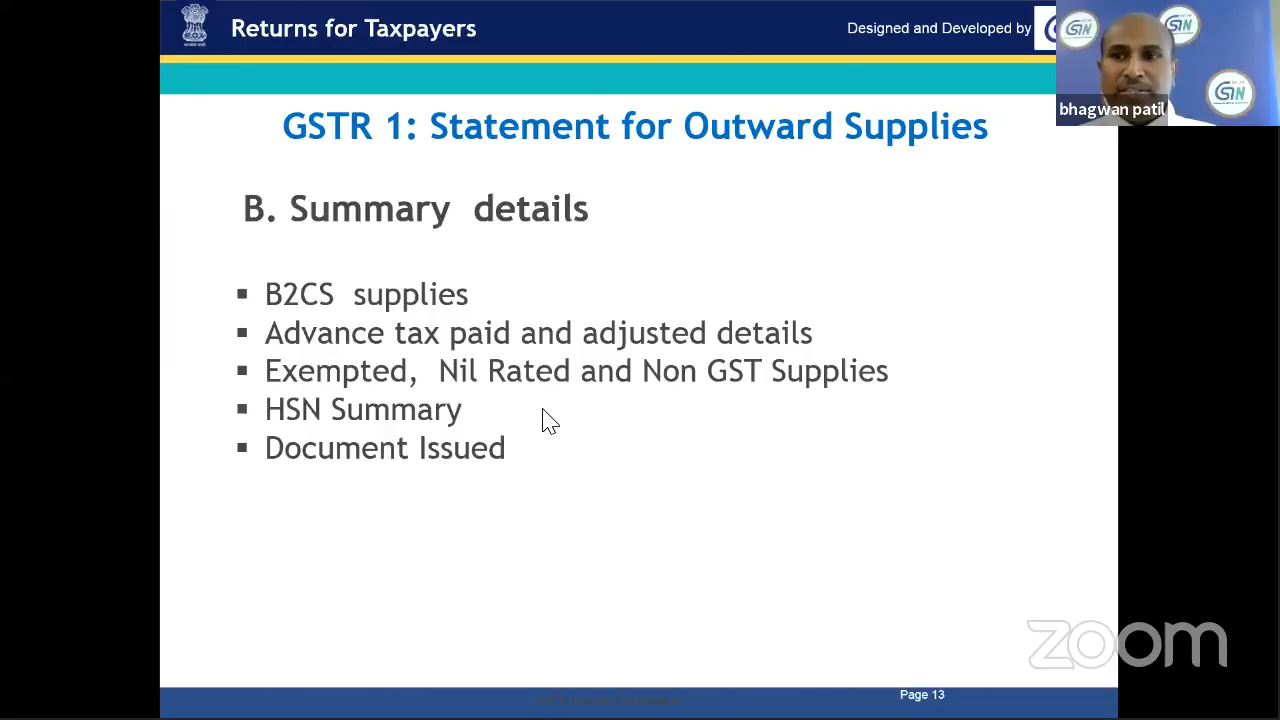 Returns for Taxpayers
Designed and Developed by
bhagwan patil
GSTR 1: Statement for Outward Supplies
B. Summary details
▪ B2CS supplies
▪ Advance tax paid and adjusted details
▪ Exempted, Nil Rated and Non GST Supplies
▪ HSN Summary
▪ Document Issued
zoom
Page 13